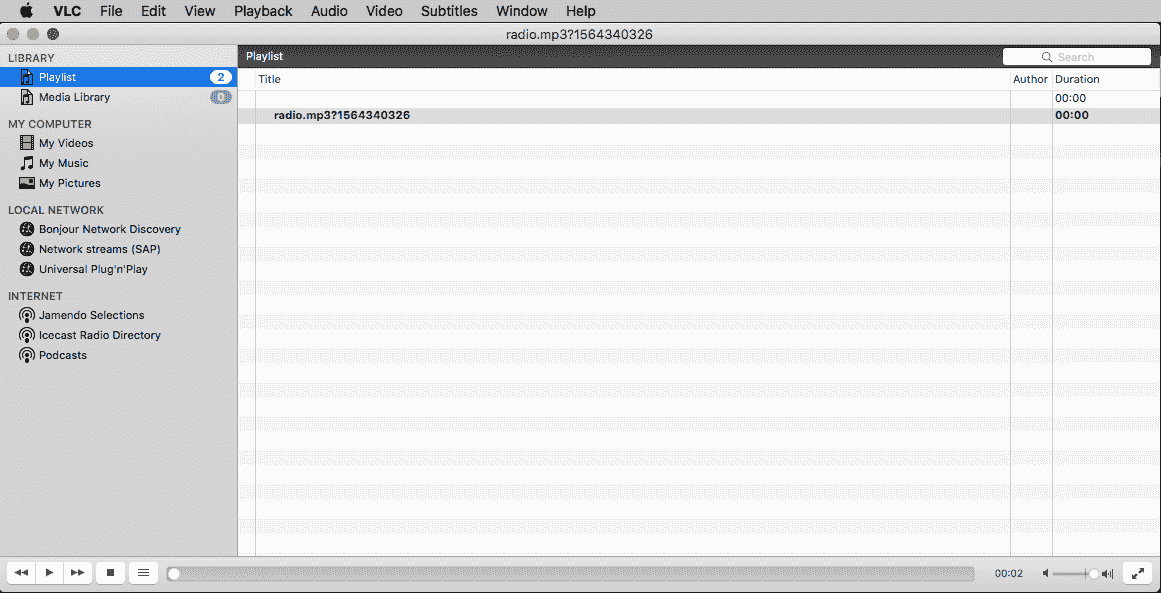 VLC File Edit View Playback Audio Video Subtitles Window Help
radio.mp3?1564340326
LIBRARY
Playlist 2
Media Library
MY COMPUTER
My Videos
My Music
My Pictures
LOCAL NETWORK
Bonjour Network Discovery
Network streams (SAP)
Universal Plug'n'Play
INTERNET
Jamendo Selections
Icecast Radio Directory
Podcasts
Playlist Search
Title Author Duration
00:00
radio.mp3?1564340326 00:00
00:02